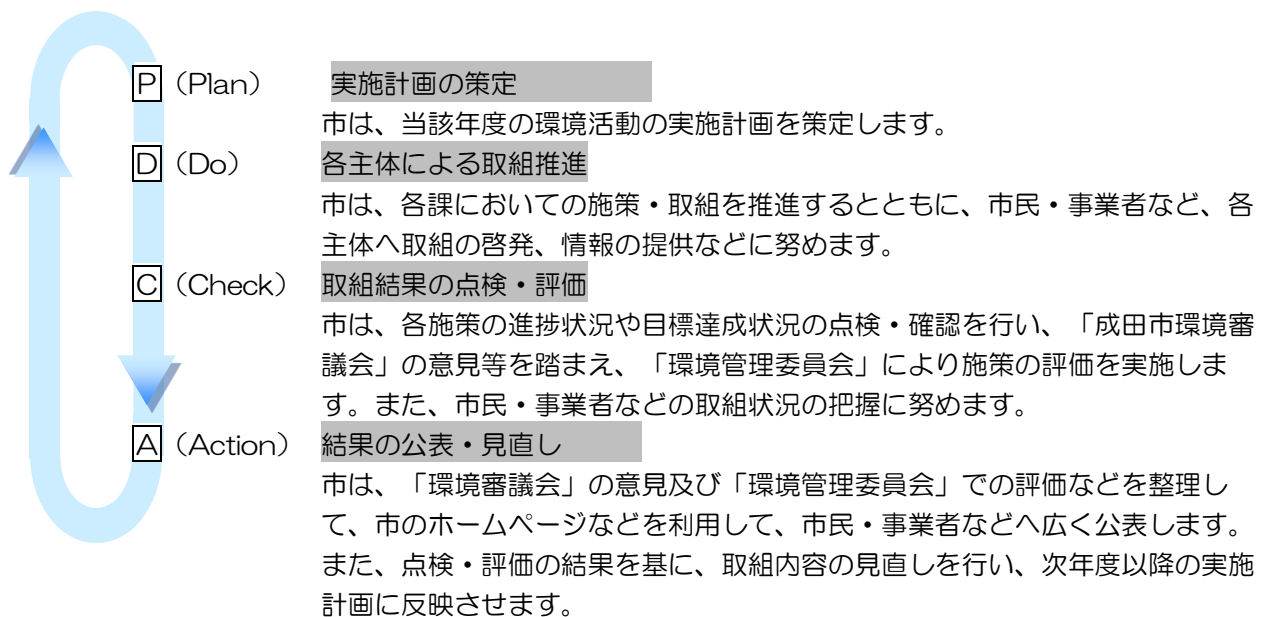 P（Plan） 実施計画の策定
市は、当該年度の環境活動の実施計画を策定します。
D（Do） 各主体による取組推進
市は、各課においての施策・取組を推進するとともに、市民・事業者など、各
主体へ取組の啓発、情報の提供などに努めます。
C（Check） 取組結果の点検・評価
市は、各施策の進捗状況や目標達成状況の点検・確認を行い、「成田市環境審
議会」の意見等を踏まえ、「環境管理委員会」により施策の評価を実施しま
す。また、市民・事業者などの取組状況の把握に努めます。
A（Action） 結果の公表・見直し
市は、「環境審議会」の意見及び「環境管理委員会」での評価などを整理し
て、市のホームページなどを利用して、市民・事業者などへ広く公表します。
また、点検・評価の結果を基に、取組内容の見直しを行い、次年度以降の実施
計画に反映させます。